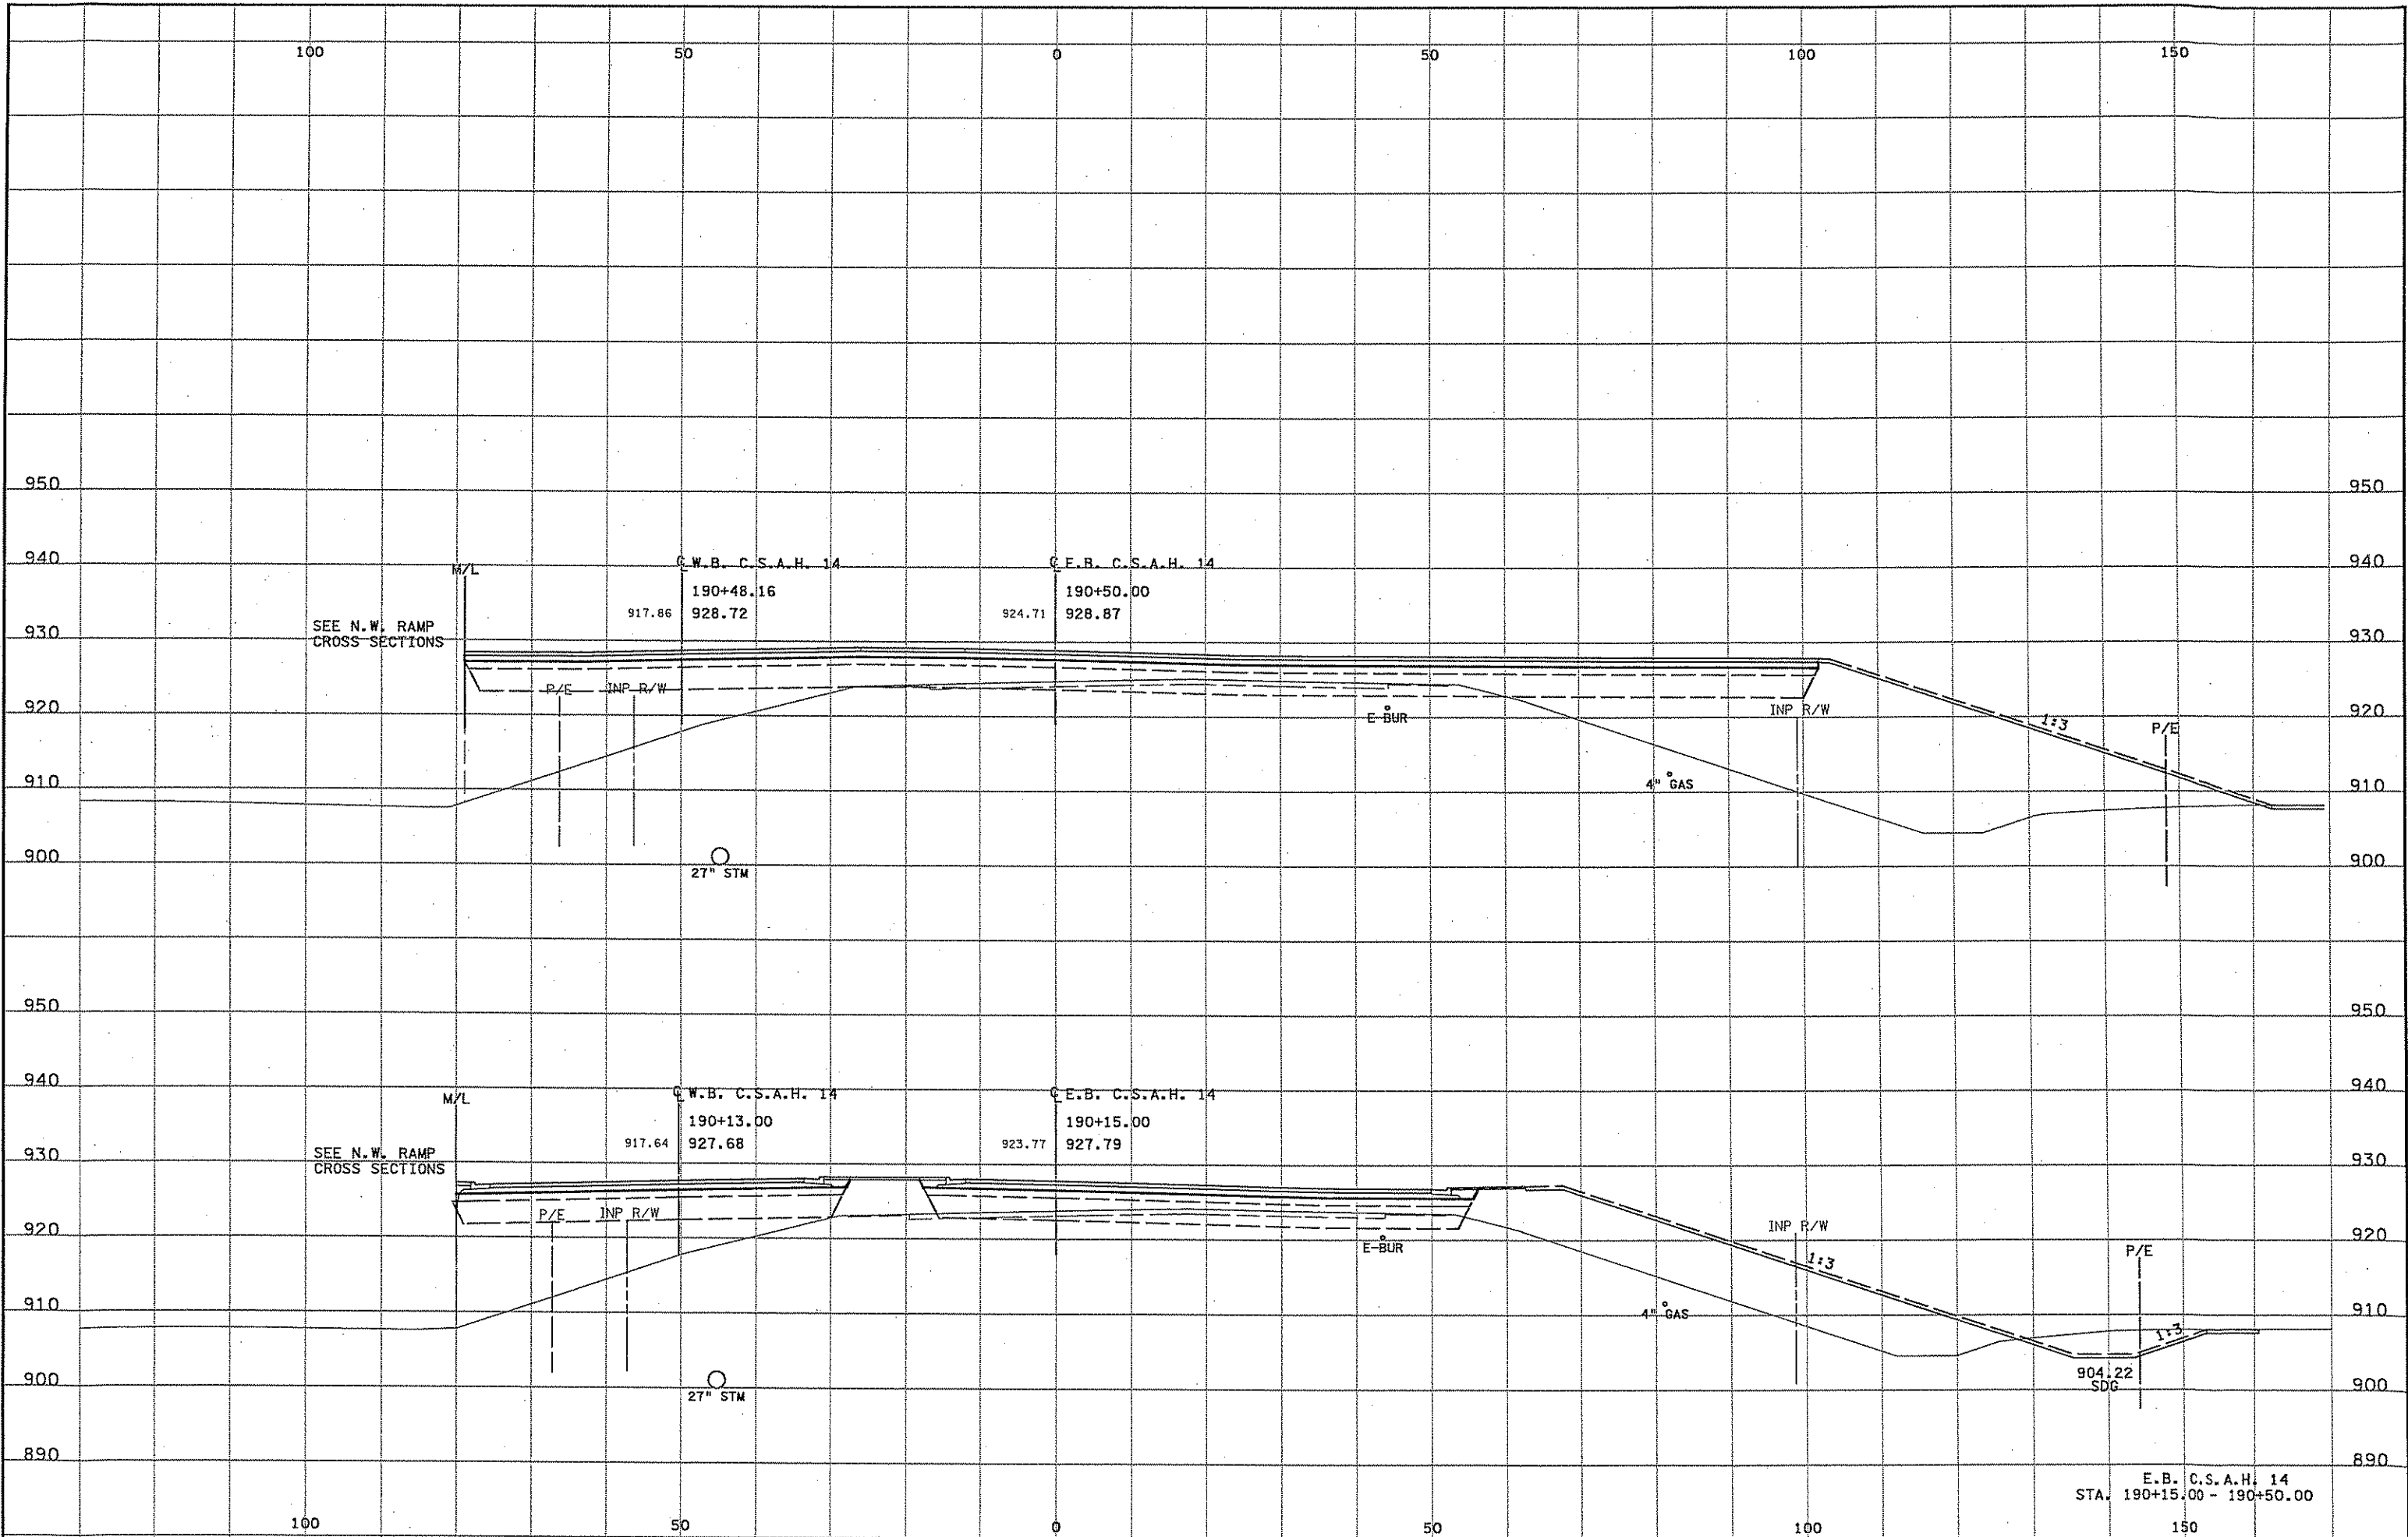 100 50 0 50 100 150
950 950
940 M/L ℄ W.B. C.S.A.H. 14 ℄ E.B. C.S.A.H. 14 940
190+48.16 190+50.00
917.86 928.72 924.71 928.87
SEE N.W. RAMP
CROSS SECTIONS
930 930
P/E INP R/W
920 E-BUR INP R/W 920
1:3 P/E
910 4" GAS 910
900 900
27" STM
950 950
940 M/L ℄ W.B. C.S.A.H. 14 ℄ E.B. C.S.A.H. 14 940
190+13.00 190+15.00
917.64 927.68 923.77 927.79
SEE N.W. RAMP
CROSS SECTIONS
930 930
P/E INP R/W INP R/W
920 E-BUR 920
1:3 P/E
910 4" GAS 910
1:3
904.22
SDG
900 900
27" STM
890 890
E.B. C.S.A.H. 14
STA. 190+15.00 - 190+50.00
100 50 0 50 100 150